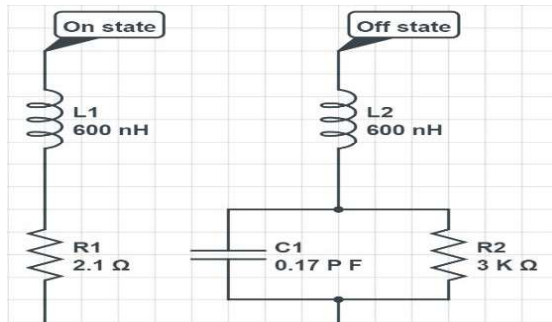 On state
Off state
L1
600 nH
L2
600 nH
R1
2.1 Ω
C1
0.17 P F
R2
3 K Ω